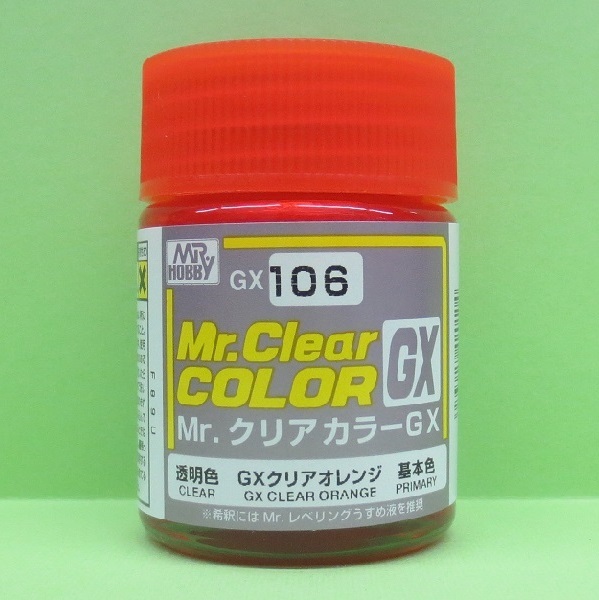 MR HOBBY
GX 106
Mr.Clear
COLOR GX
Mr. クリアカラーGX
透明色 GXクリアオレンジ 基本色
CLEAR GX CLEAR ORANGE PRIMARY
※希釈にはMr.レベリングうすめ液を推奨
FB9J